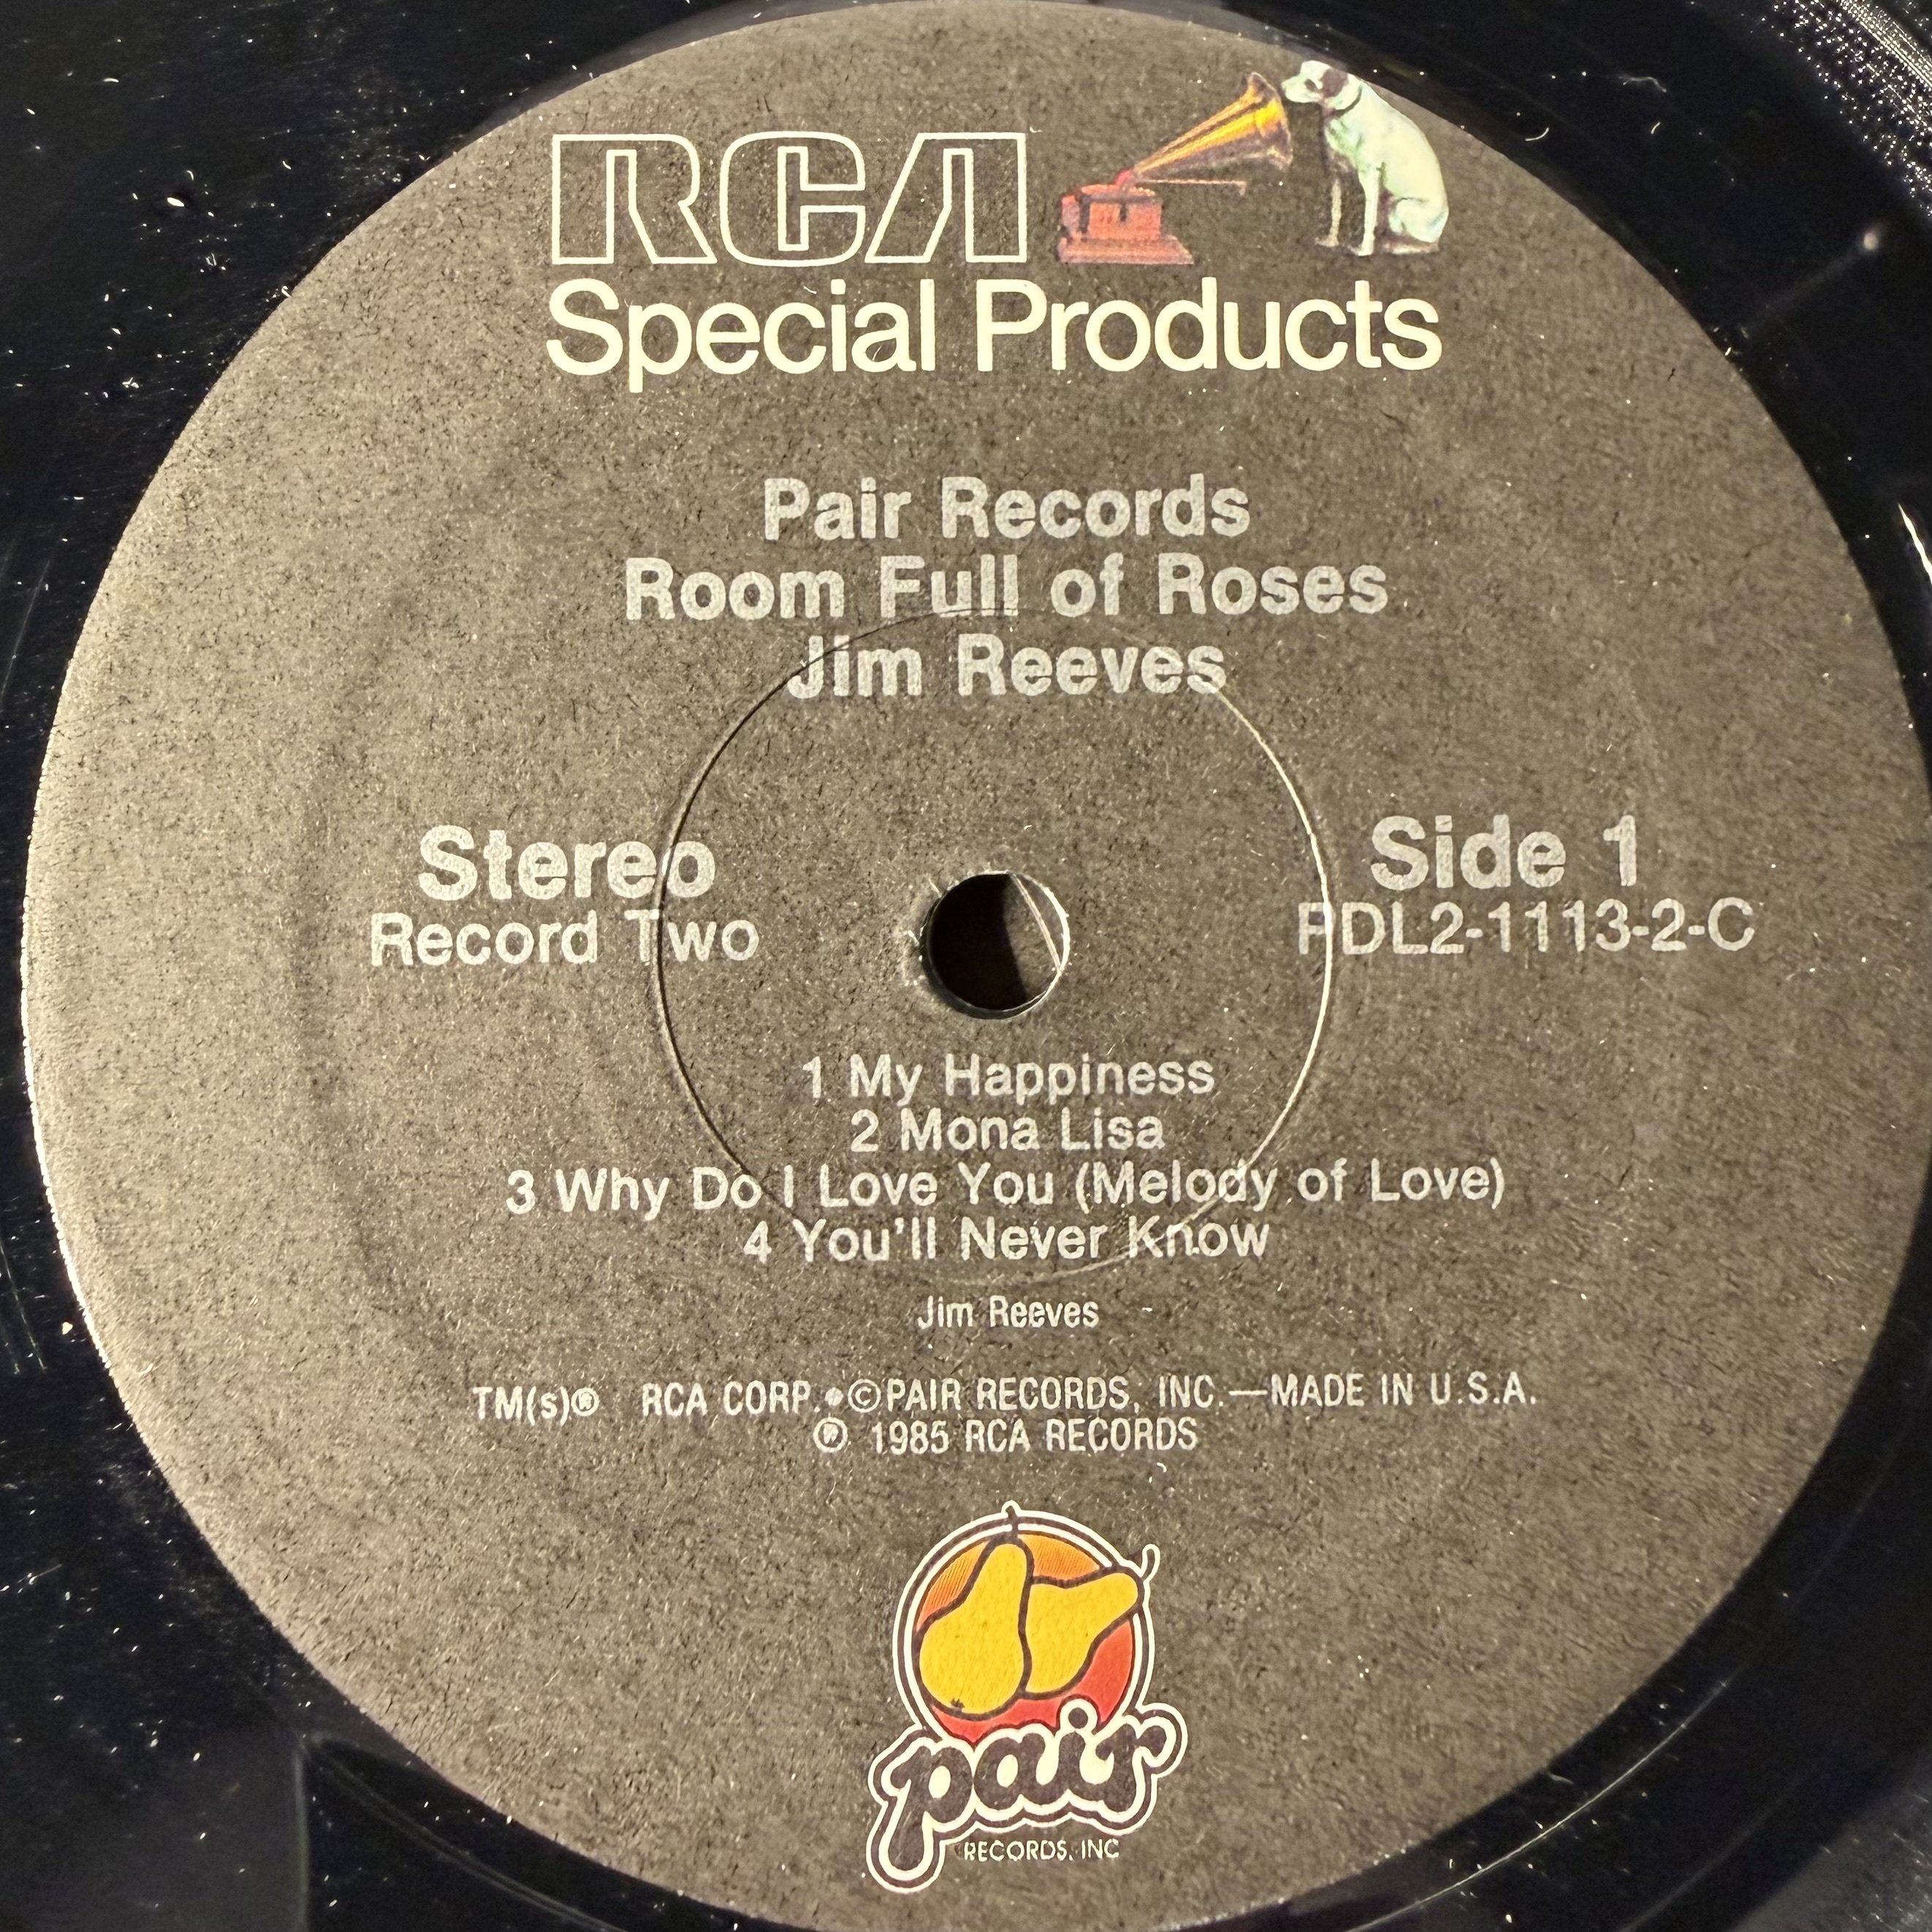 RCA
Special Products
Pair Records
Room Full of Roses
Jim Reeves
Stereo
Record Two
Side 1
PDL2-1113-2-C
1 My Happiness
2 Mona Lisa
3 Why Do I Love You (Melody of Love)
4 You'll Never Know
Jim Reeves
TM(s)® RCA CORP.•©PAIR RECORDS, INC.—MADE IN U.S.A.
℗ 1985 RCA RECORDS
pair
RECORDS, INC